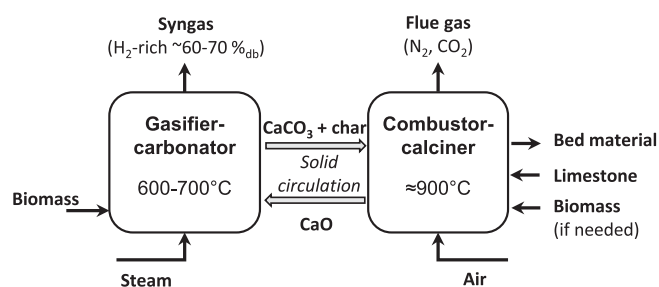 Syngas
(H₂-rich ~60-70 %db)
Flue gas
(N₂, CO₂)
Gasifier-
carbonator
600-700°C
CaCO₃ + char
Solid
circulation
CaO
Combustor-
calciner
≈900°C
Bed material
Limestone
Biomass
(if needed)
Biomass
Steam
Air